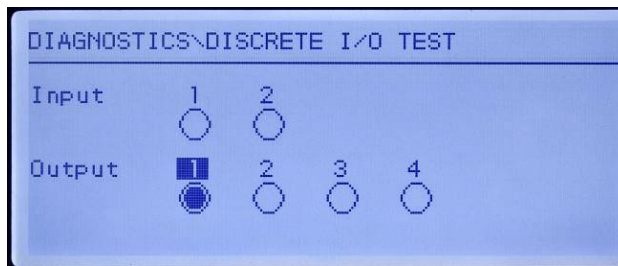 DIAGNOSTICS\DISCRETE I/O TEST
Input 1 2
Output 1 2 3 4